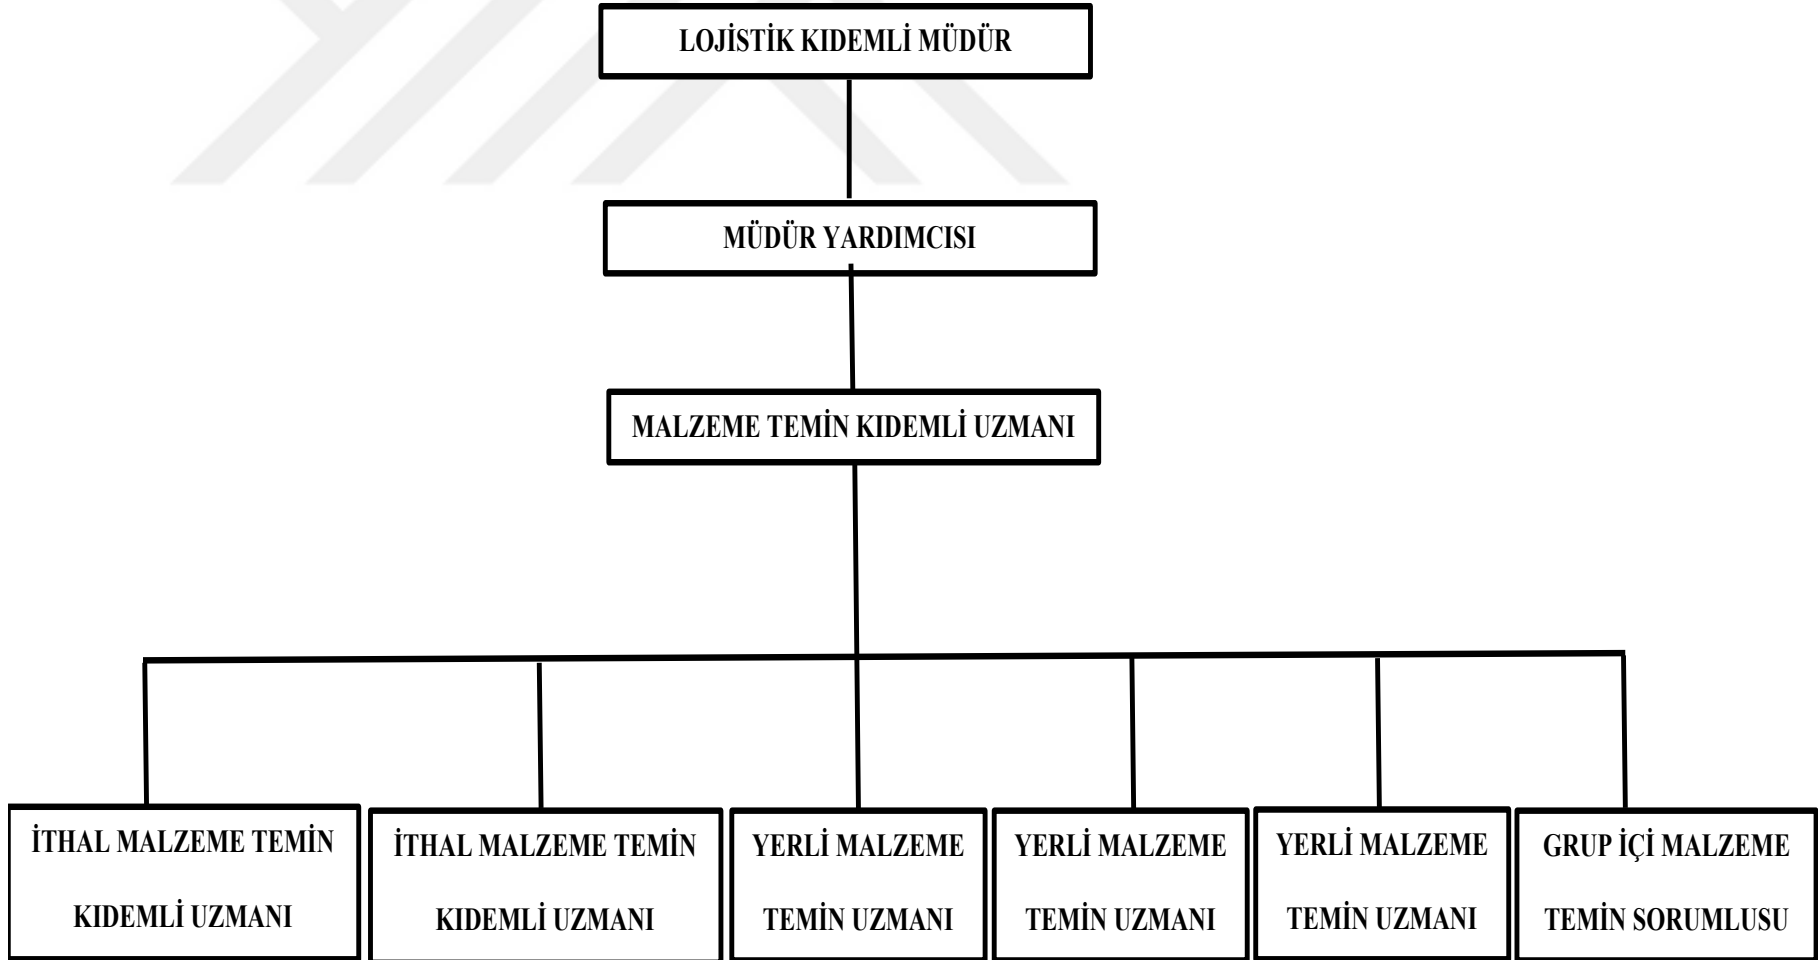 LOJİSTİK KIDEMLİ MÜDÜR
MÜDÜR YARDIMCISI
MALZEME TEMİN KIDEMLİ UZMANI
İTHAL MALZEME TEMİN
KIDEMLİ UZMANI
İTHAL MALZEME TEMİN
KIDEMLİ UZMANI
YERLİ MALZEME
TEMİN UZMANI
YERLİ MALZEME
TEMİN UZMANI
YERLİ MALZEME
TEMİN UZMANI
GRUP İÇİ MALZEME
TEMİN SORUMLUSU